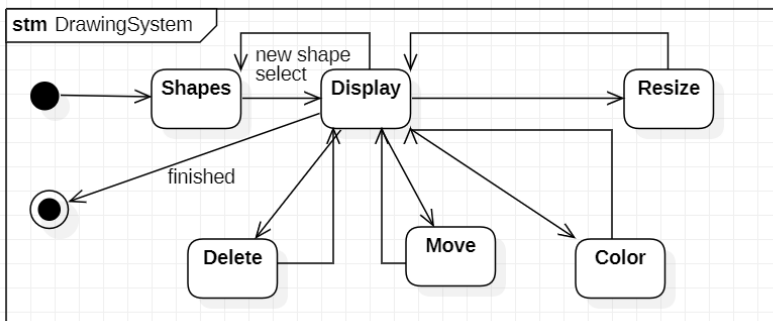 stm DrawingSystem
new shape
select
Shapes
Display
Resize
finished
Delete
Move
Color